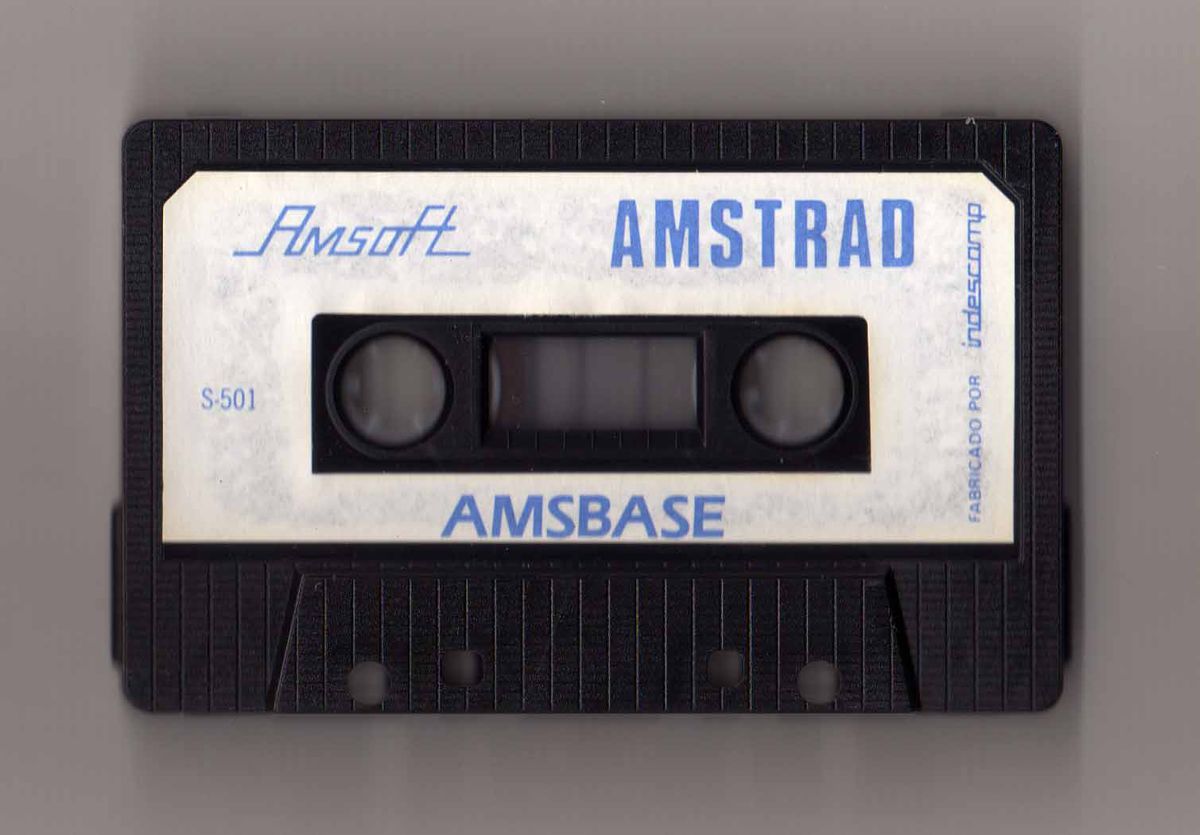 Amsoft
AMSTRAD
S-501
AMSBASE
FABRICADO POR indescomp